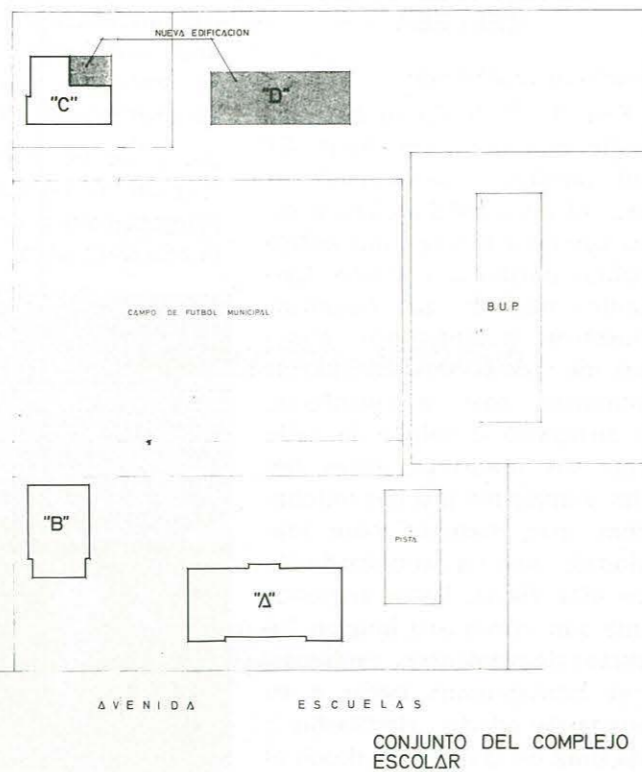 NUEVA EDIFICACION
"C"
"D"
CAMPO DE FUTBOL MUNICIPAL
B.U.P.
"B"
"A"
PISTA
AVENIDA ESCUELAS
CONJUNTO DEL COMPLEJO
ESCOLAR